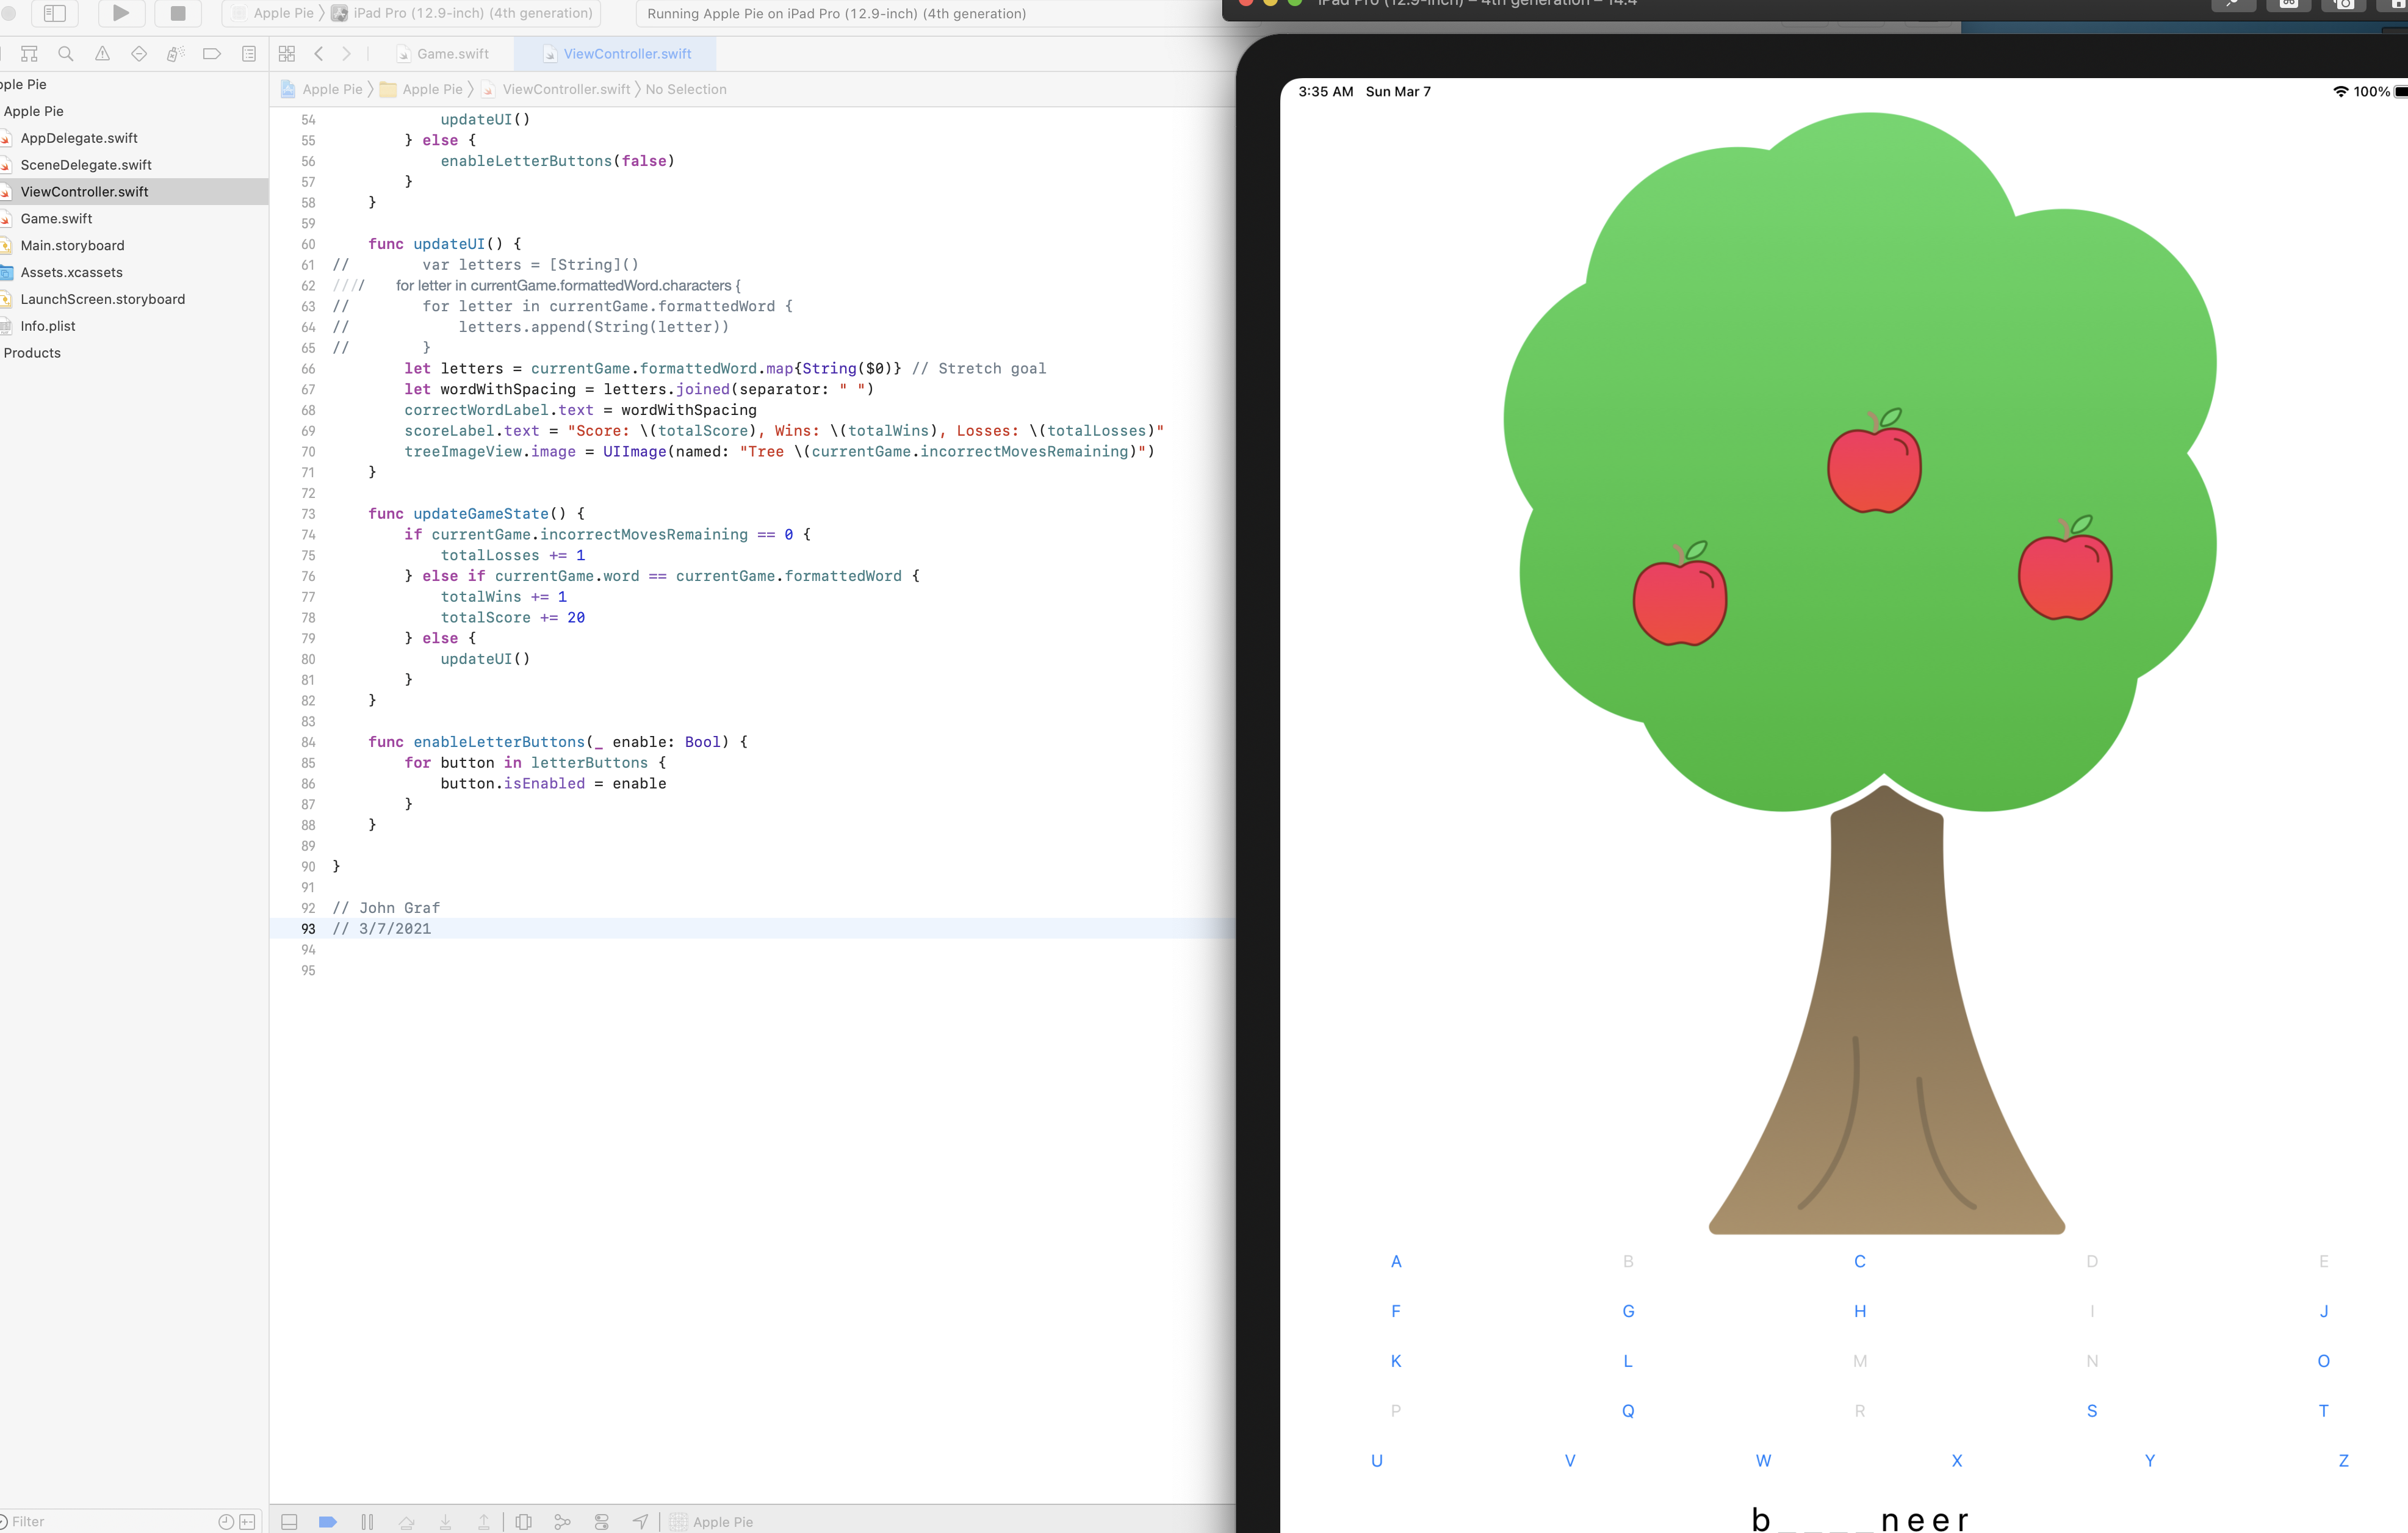 Apple Pie 〉 iPad Pro (12.9-inch) (4th generation)
Running Apple Pie on iPad Pro (12.9-inch) (4th generation)
Game.swift
ViewController.swift
Apple Pie 〉 Apple Pie 〉 ViewController.swift 〉 No Selection
pple Pie
Apple Pie
AppDelegate.swift
SceneDelegate.swift
ViewController.swift
Game.swift
Main.storyboard
Assets.xcassets
LaunchScreen.storyboard
Info.plist
Products
Filter
54 updateUI()
55 } else {
56 enableLetterButtons(false)
57 }
58 }
59
60 func updateUI() {
61 // var letters = [String]()
62 //// for letter in currentGame.formattedWord.characters {
63 // for letter in currentGame.formattedWord {
64 // letters.append(String(letter))
65 // }
66 let letters = currentGame.formattedWord.map{String($0)} // Stretch goal
67 let wordWithSpacing = letters.joined(separator: " ")
68 correctWordLabel.text = wordWithSpacing
69 scoreLabel.text = "Score: \(totalScore), Wins: \(totalWins), Losses: \(totalLosses)"
70 treeImageView.image = UIImage(named: "Tree \(currentGame.incorrectMovesRemaining)")
71 }
72
73 func updateGameState() {
74 if currentGame.incorrectMovesRemaining == 0 {
75 totalLosses += 1
76 } else if currentGame.word == currentGame.formattedWord {
77 totalWins += 1
78 totalScore += 20
79 } else {
80 updateUI()
81 }
82 }
83
84 func enableLetterButtons(_ enable: Bool) {
85 for button in letterButtons {
86 button.isEnabled = enable
87 }
88 }
89
90 }
91
92 // John Graf
93 // 3/7/2021
94
95
Apple Pie
iPad Pro (12.9-inch) – 4th generation – 14.4
3:35 AM Sun Mar 7
100%
A B C D E
F G H I J
K L M N O
P Q R S T
U V W X Y Z
b _ _ _ _ n e e r